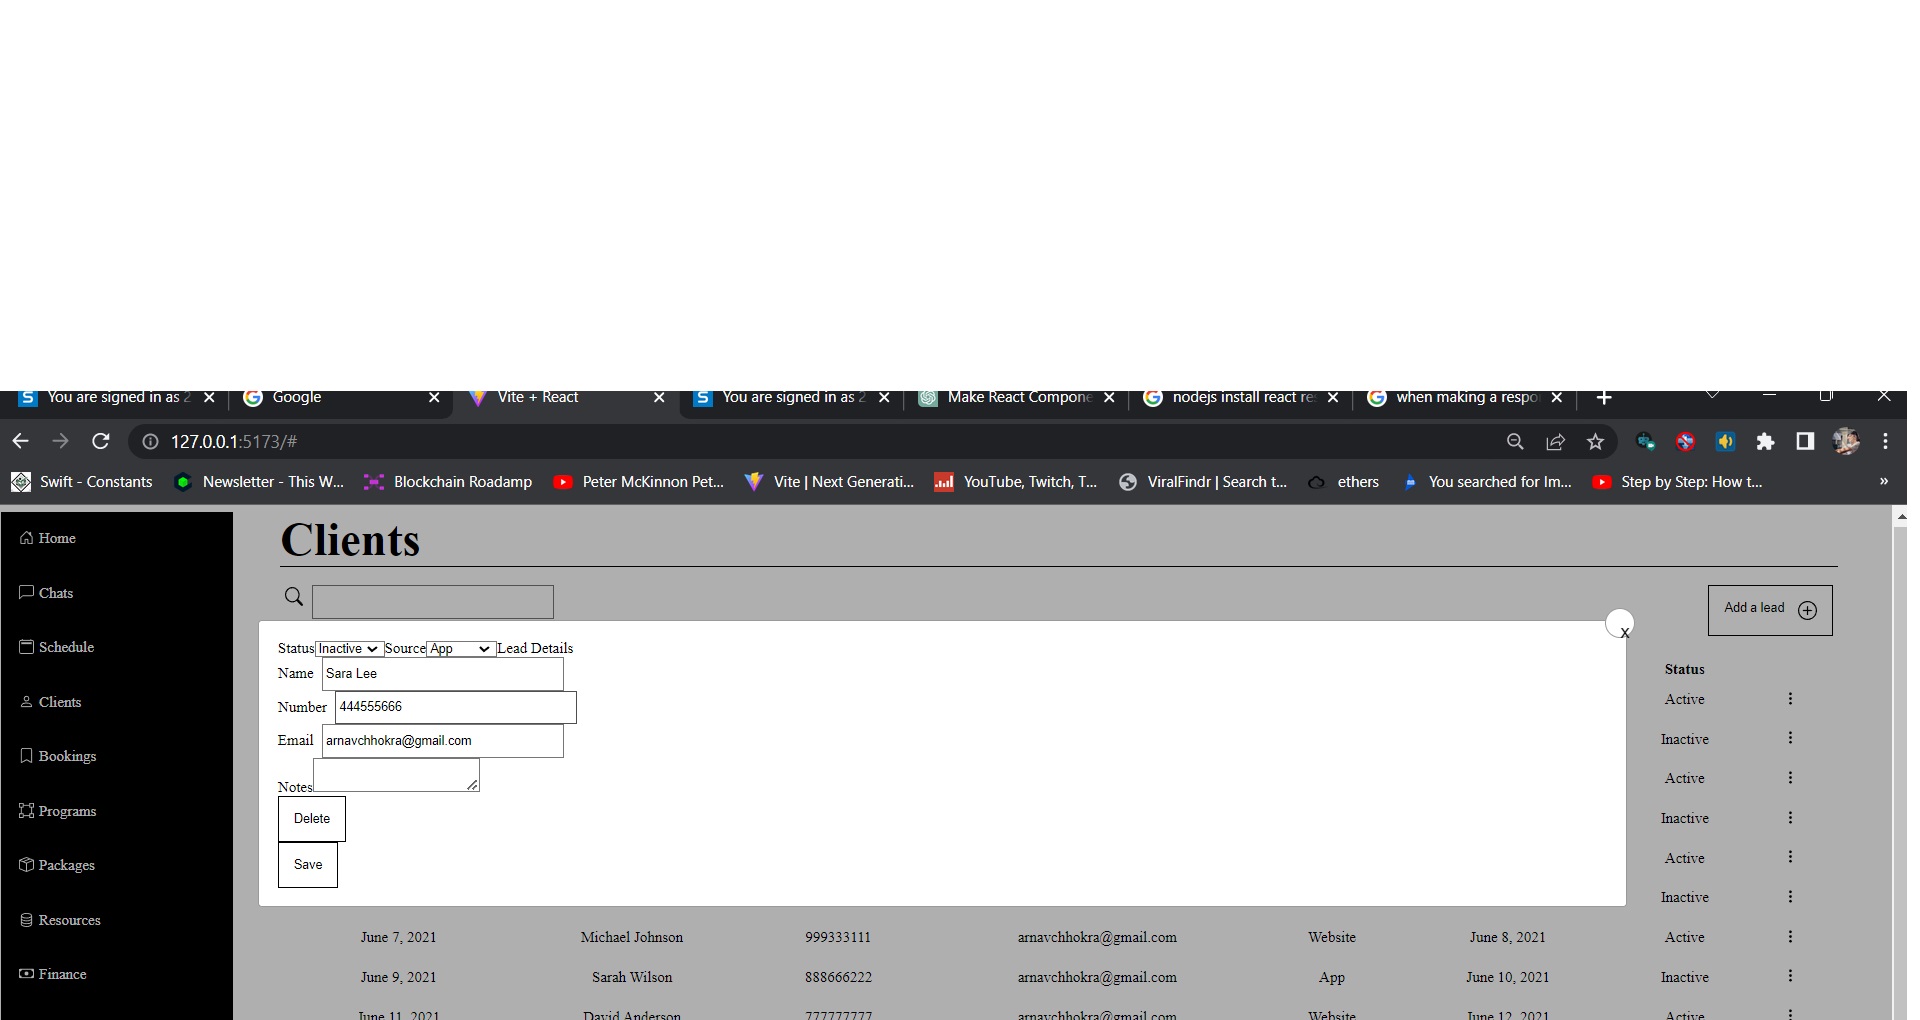 You are signed in as 2 Google Vite + React You are signed in as 2 Make React Compone nodejs install react re when making a respo
127.0.0.1:5173/#
Swift - Constants Newsletter - This W... Blockchain Roadamp Peter McKinnon Pet... Vite | Next Generati... YouTube, Twitch, T... ViralFindr | Search t... ethers You searched for Im... Step by Step: How t... »
Home
Chats
Schedule
Clients
Bookings
Programs
Packages
Resources
Finance
Clients
Add a lead
x
Status Inactive Source App Lead Details
Name Sara Lee
Number 444555666
Email arnavchhokra@gmail.com
Notes
Delete
Save
Status
Active
Inactive
Active
Inactive
Active
Inactive
June 7, 2021 Michael Johnson 999333111 arnavchhokra@gmail.com Website June 8, 2021 Active
June 9, 2021 Sarah Wilson 888666222 arnavchhokra@gmail.com App June 10, 2021 Inactive
June 11, 2021 David Anderson 777777777 arnavchhokra@gmail.com Website June 12, 2021 Active